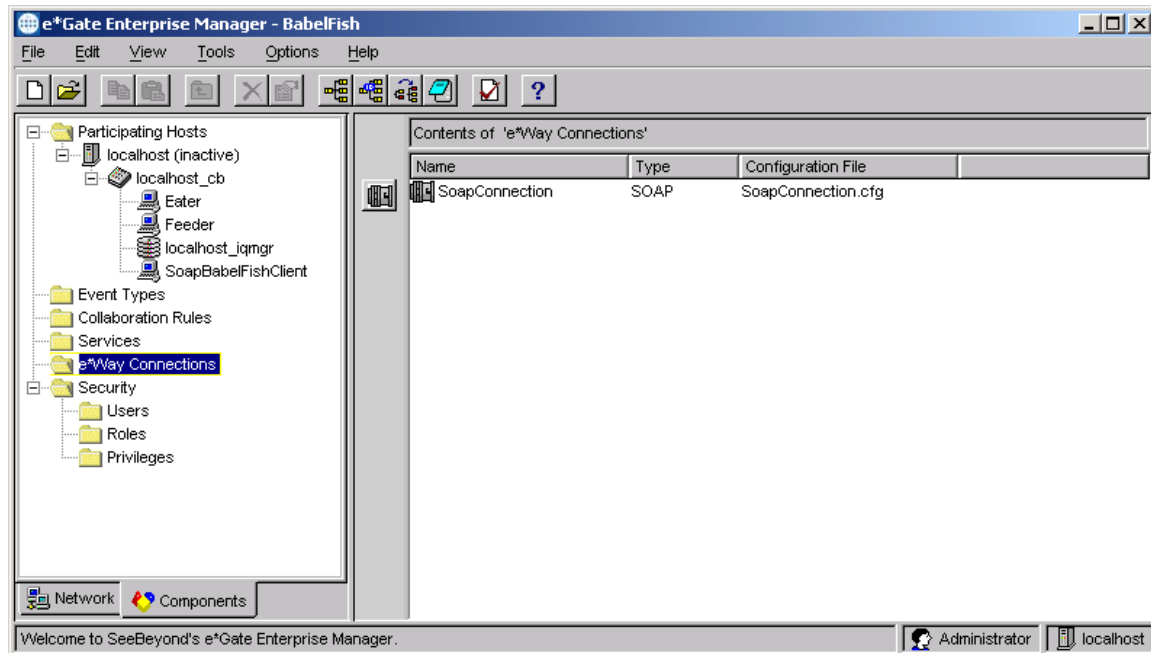 e*Gate Enterprise Manager - BabelFish
File Edit View Tools Options Help
?
Participating Hosts
localhost (inactive)
localhost_cb
Eater
Feeder
localhost_iqmgr
SoapBabelFishClient
Event Types
Collaboration Rules
Services
e*Way Connections
Security
Users
Roles
Privileges
Network Components
Contents of 'e*Way Connections'
Name Type Configuration File
SoapConnection SOAP SoapConnection.cfg
Welcome to SeeBeyond's e*Gate Enterprise Manager. Administrator localhost